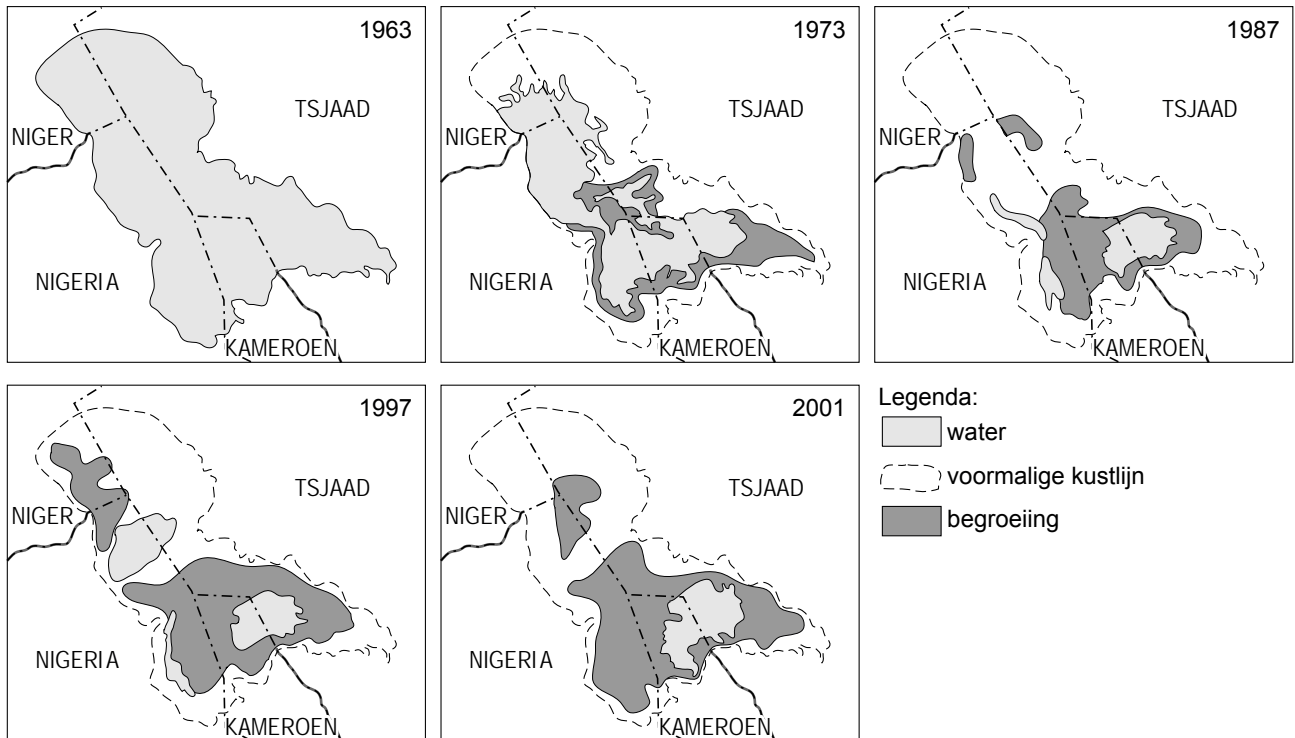 1963
TSJAAD
NIGER
NIGERIA
KAMEROEN
1973
TSJAAD
NIGER
NIGERIA
KAMEROEN
1987
TSJAAD
NIGER
NIGERIA
KAMEROEN
1997
TSJAAD
NIGER
NIGERIA
KAMEROEN
2001
TSJAAD
NIGER
NIGERIA
KAMEROEN
Legenda:
water
voormalige kustlijn
begroeiing